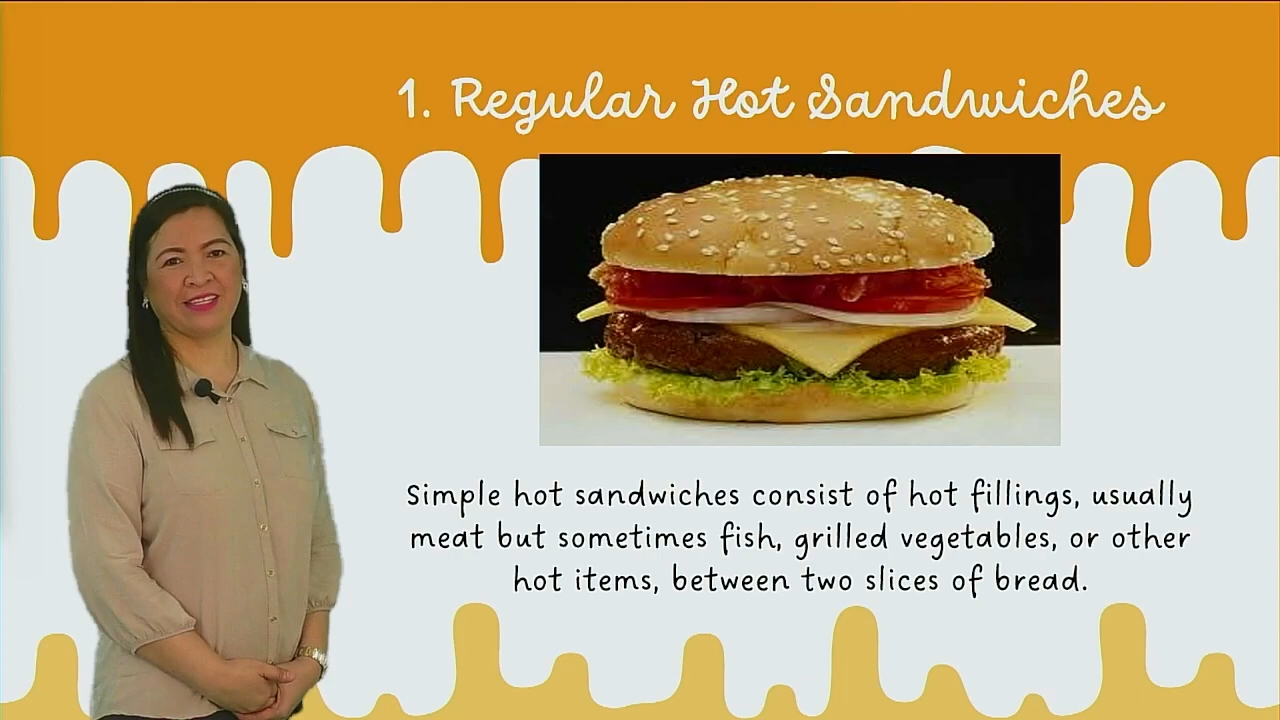 1. Regular Hot Sandwiches
Simple hot sandwiches consist of hot fillings, usually
meat but sometimes fish, grilled vegetables, or other
hot items, between two slices of bread.